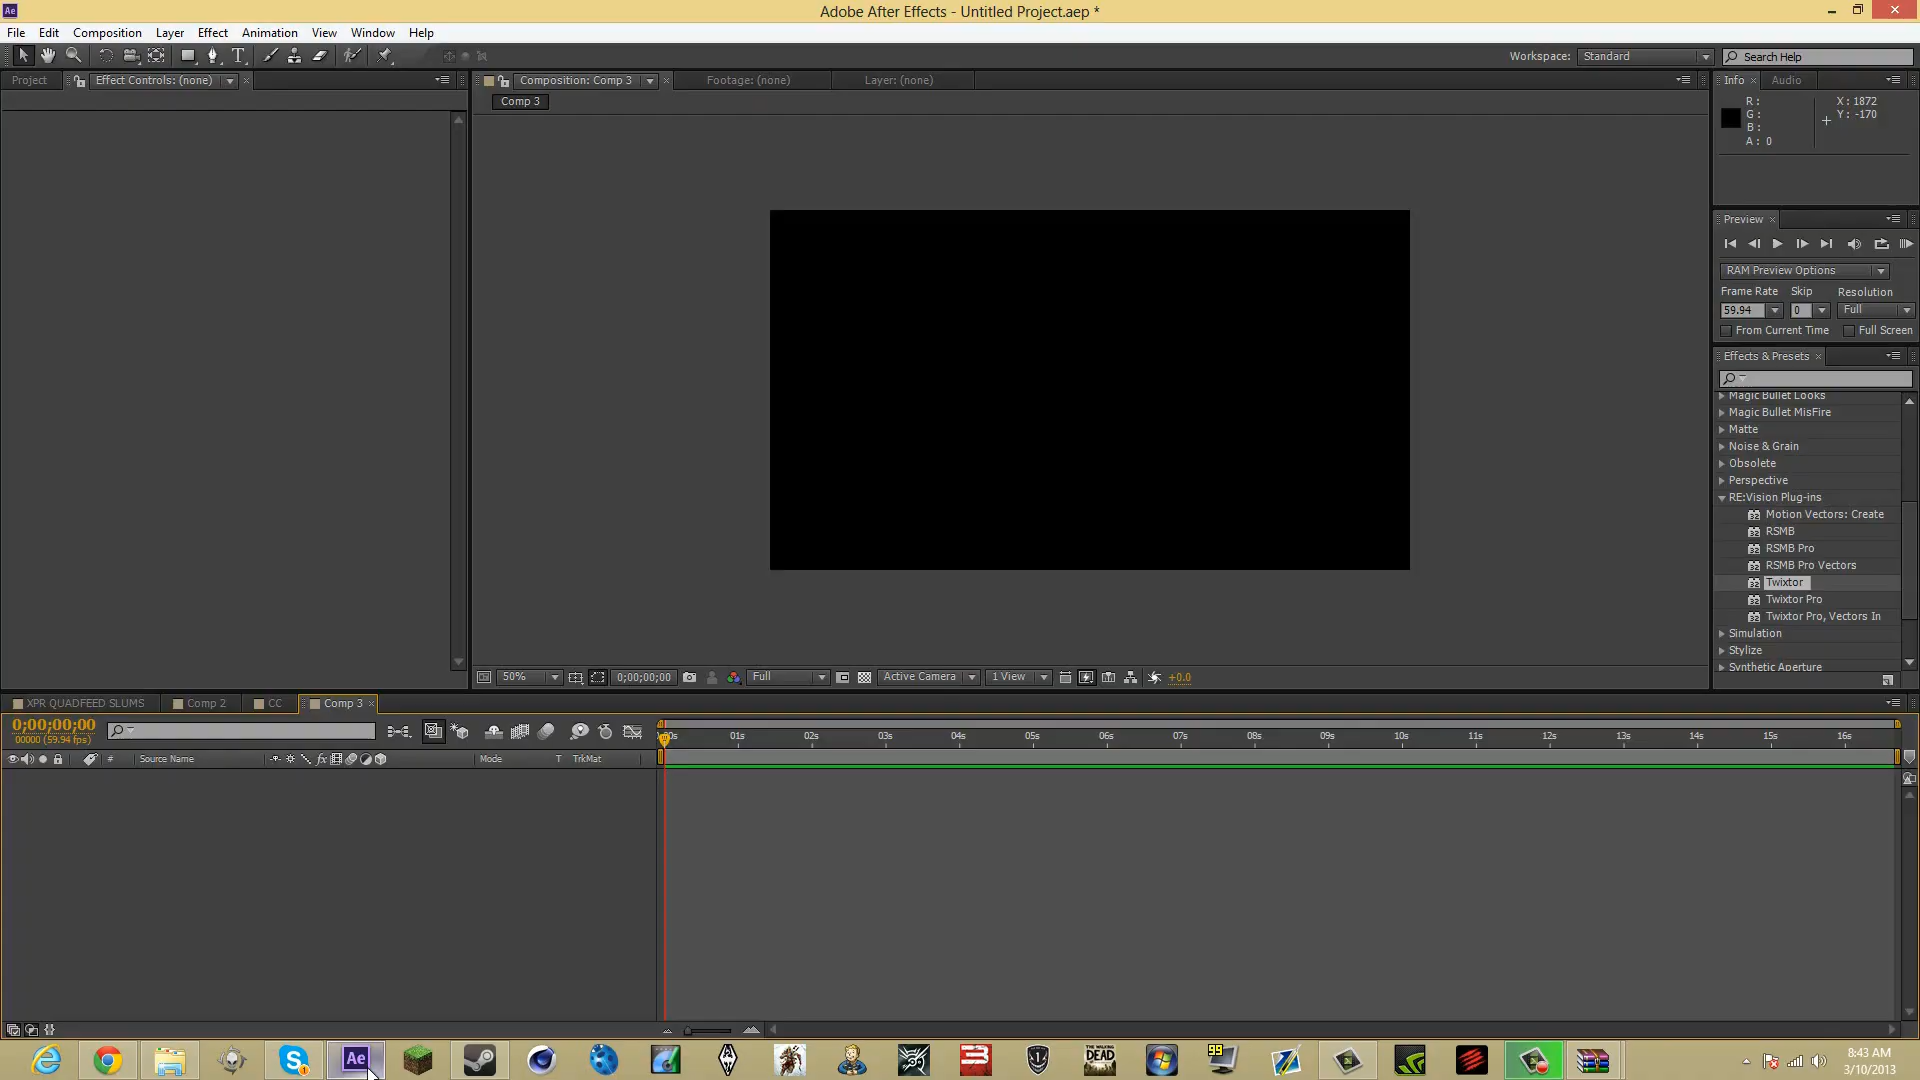 Adobe After Effects - Untitled Project.aep *
File Edit Composition Layer Effect Animation View Window Help
Workspace: Standard Search Help
Project Effect Controls: (none) Composition: Comp 3 Footage: (none) Layer: (none) Info Audio
Comp 3
R: X: 1872
G: Y: -170
B:
A: 0
Preview
RAM Preview Options
Frame Rate Skip Resolution
59.94 0 Full
From Current Time Full Screen
Effects & Presets
Magic Bullet Looks
Magic Bullet MisFire
Matte
Noise & Grain
Obsolete
Perspective
RE:Vision Plug-ins
Motion Vectors: Create
RSMB
RSMB Pro
RSMB Pro Vectors
Twixtor
Twixtor Pro
Twixtor Pro, Vectors In
Simulation
Stylize
Synthetic Aperture
50% 0;00;00;00 Full Active Camera 1 View +0.0
XPR QUADFEED SLUMS Comp 2 CC Comp 3
0;00;00;00
00000 (59.94 fps)
01s 02s 03s 04s 05s 06s 07s 08s 09s 10s 11s 12s 13s 14s 15s 16s
# Source Name fx Mode T TrkMat
Ae
99
THE WALKING DEAD
8:43 AM
3/10/2013